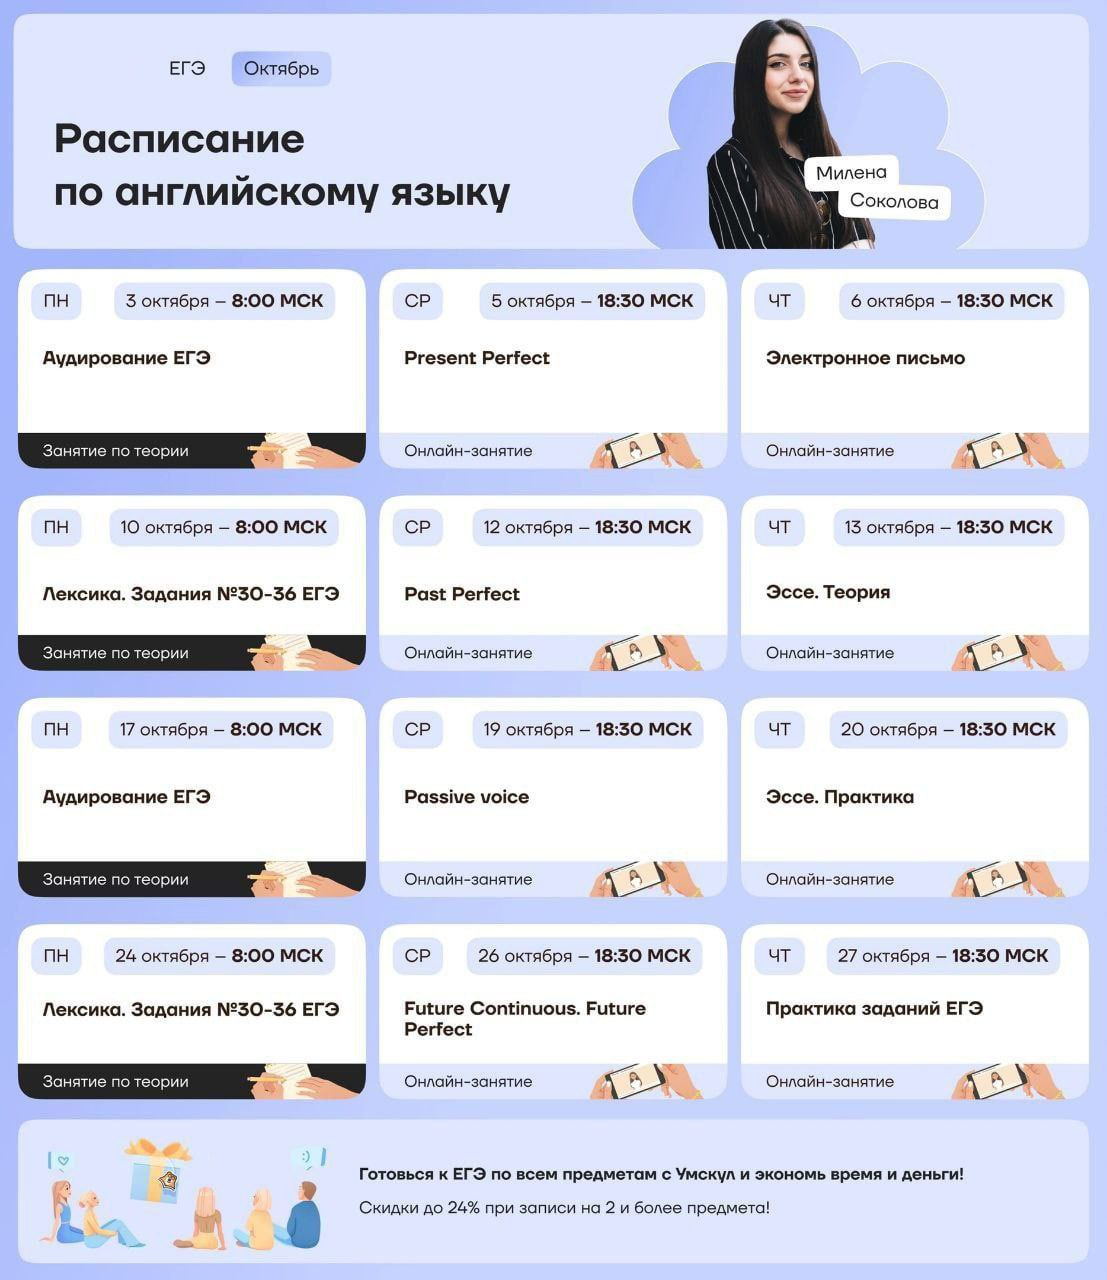 ЕГЭ
Октябрь
Расписание
по английскому языку
Милена
Соколова
ПН
3 октября – 8:00 МСК
Аудирование ЕГЭ
Занятие по теории
СР
5 октября – 18:30 МСК
Present Perfect
Онлайн-занятие
ЧТ
6 октября – 18:30 МСК
Электронное письмо
Онлайн-занятие
ПН
10 октября – 8:00 МСК
Лексика. Задания №30-36 ЕГЭ
Занятие по теории
СР
12 октября – 18:30 МСК
Past Perfect
Онлайн-занятие
ЧТ
13 октября – 18:30 МСК
Эссе. Теория
Онлайн-занятие
ПН
17 октября – 8:00 МСК
Аудирование ЕГЭ
Занятие по теории
СР
19 октября – 18:30 МСК
Passive voice
Онлайн-занятие
ЧТ
20 октября – 18:30 МСК
Эссе. Практика
Онлайн-занятие
ПН
24 октября – 8:00 МСК
Лексика. Задания №30-36 ЕГЭ
Занятие по теории
СР
26 октября – 18:30 МСК
Future Continuous. Future
Perfect
Онлайн-занятие
ЧТ
27 октября – 18:30 МСК
Практика заданий ЕГЭ
Онлайн-занятие
:)
Готовься к ЕГЭ по всем предметам с Умскул и экономь время и деньги!
Скидки до 24% при записи на 2 и более предмета!